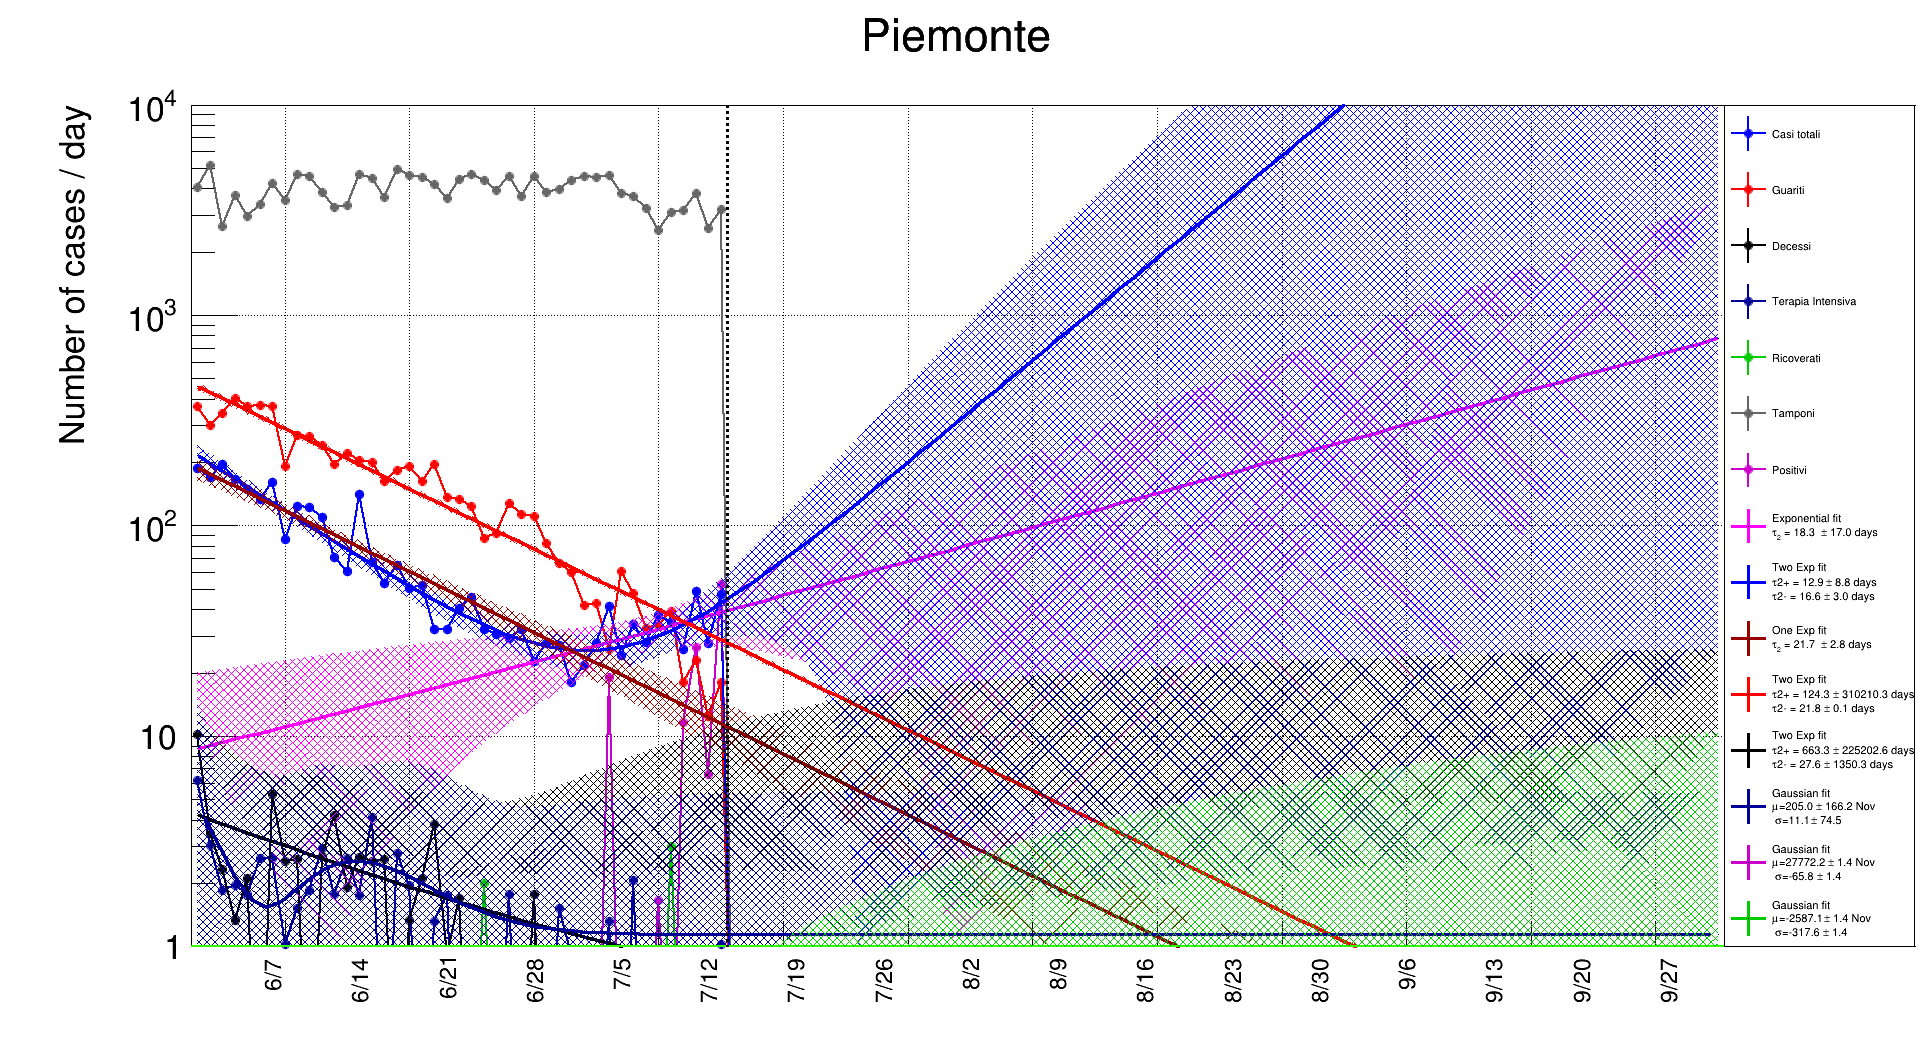 Piemonte
Number of cases / day
10⁴
10³
10²
10
1
6/7
6/14
6/21
6/28
7/5
7/12
7/19
7/26
8/2
8/9
8/16
8/23
8/30
9/6
9/13
9/20
9/27
Casi totali
Guariti
Decessi
Terapia Intensiva
Ricoverati
Tamponi
Positivi
Exponential fit
τ₂ = 18.3 ± 17.0 days
Two Exp fit
τ2+ = 12.9 ± 8.8 days
τ2- = 16.6 ± 3.0 days
One Exp fit
τ₂ = 21.7 ± 2.8 days
Two Exp fit
τ2+ = 124.3 ± 310210.3 days
τ2- = 21.8 ± 0.1 days
Two Exp fit
τ2+ = 663.3 ± 225202.6 days
τ2- = 27.6 ± 1350.3 days
Gaussian fit
μ=205.0 ± 166.2 Nov
σ=11.1 ± 74.5
Gaussian fit
μ=27772.2 ± 1.4 Nov
σ=-65.8 ± 1.4
Gaussian fit
μ=-2587.1 ± 1.4 Nov
σ=-317.6 ± 1.4